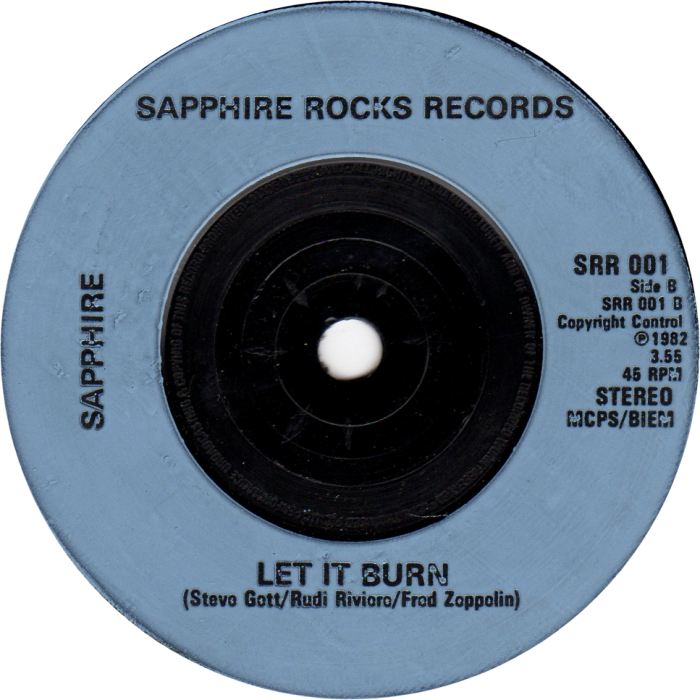 SAPPHIRE ROCKS RECORDS
SAPPHIRE
SRR 001
Side B
SRR 001 B
Copyright Control
℗1982
3.55
45 RPM
STEREO
MCPS/BIEM
LET IT BURN
(Steve Gott/Rudi Riviere/Fred Zeppelin)